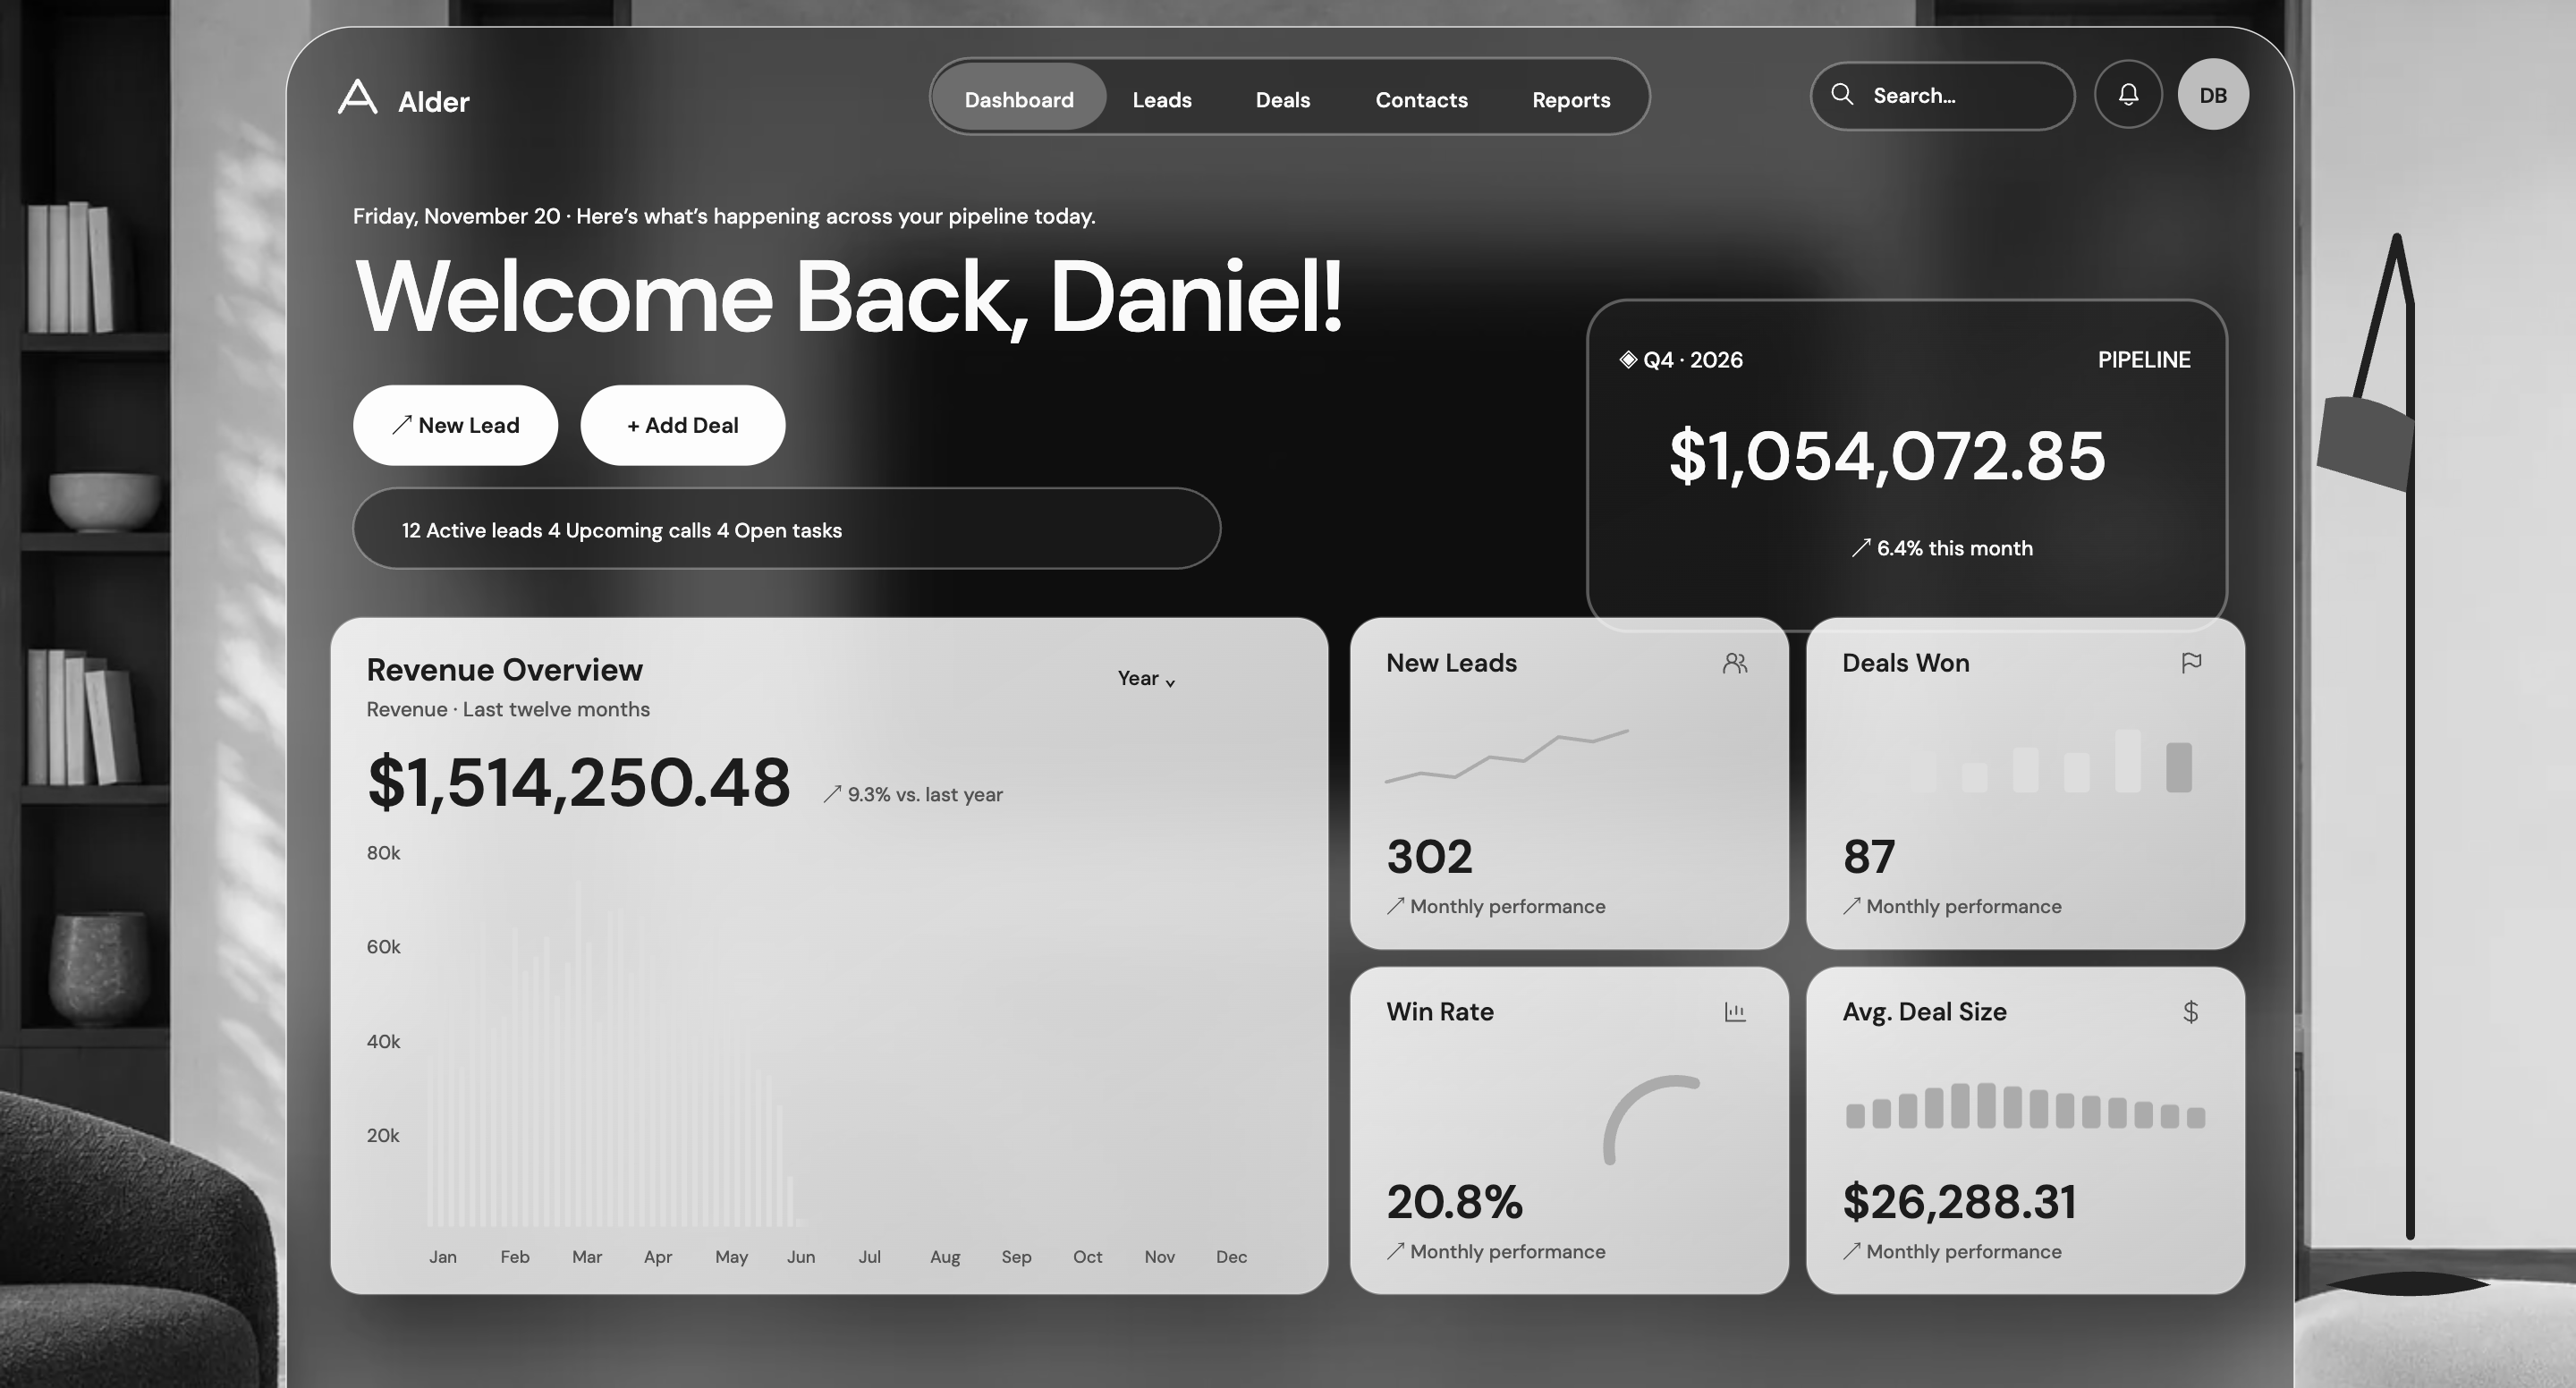 Alder
Dashboard Leads Deals Contacts Reports
Search...
DB
Friday, November 20 · Here’s what’s happening across your pipeline today.
Welcome Back, Daniel!
↗ New Lead
+ Add Deal
12 Active leads 4 Upcoming calls 4 Open tasks
◈ Q4 · 2026
PIPELINE
$1,054,072.85
↗ 6.4% this month
Revenue Overview
Year
Revenue · Last twelve months
$1,514,250.48
↗ 9.3% vs. last year
80k
60k
40k
20k
Jan Feb Mar Apr May Jun Jul Aug Sep Oct Nov Dec
New Leads
302
↗ Monthly performance
Deals Won
87
↗ Monthly performance
Win Rate
20.8%
↗ Monthly performance
Avg. Deal Size
$
$26,288.31
↗ Monthly performance